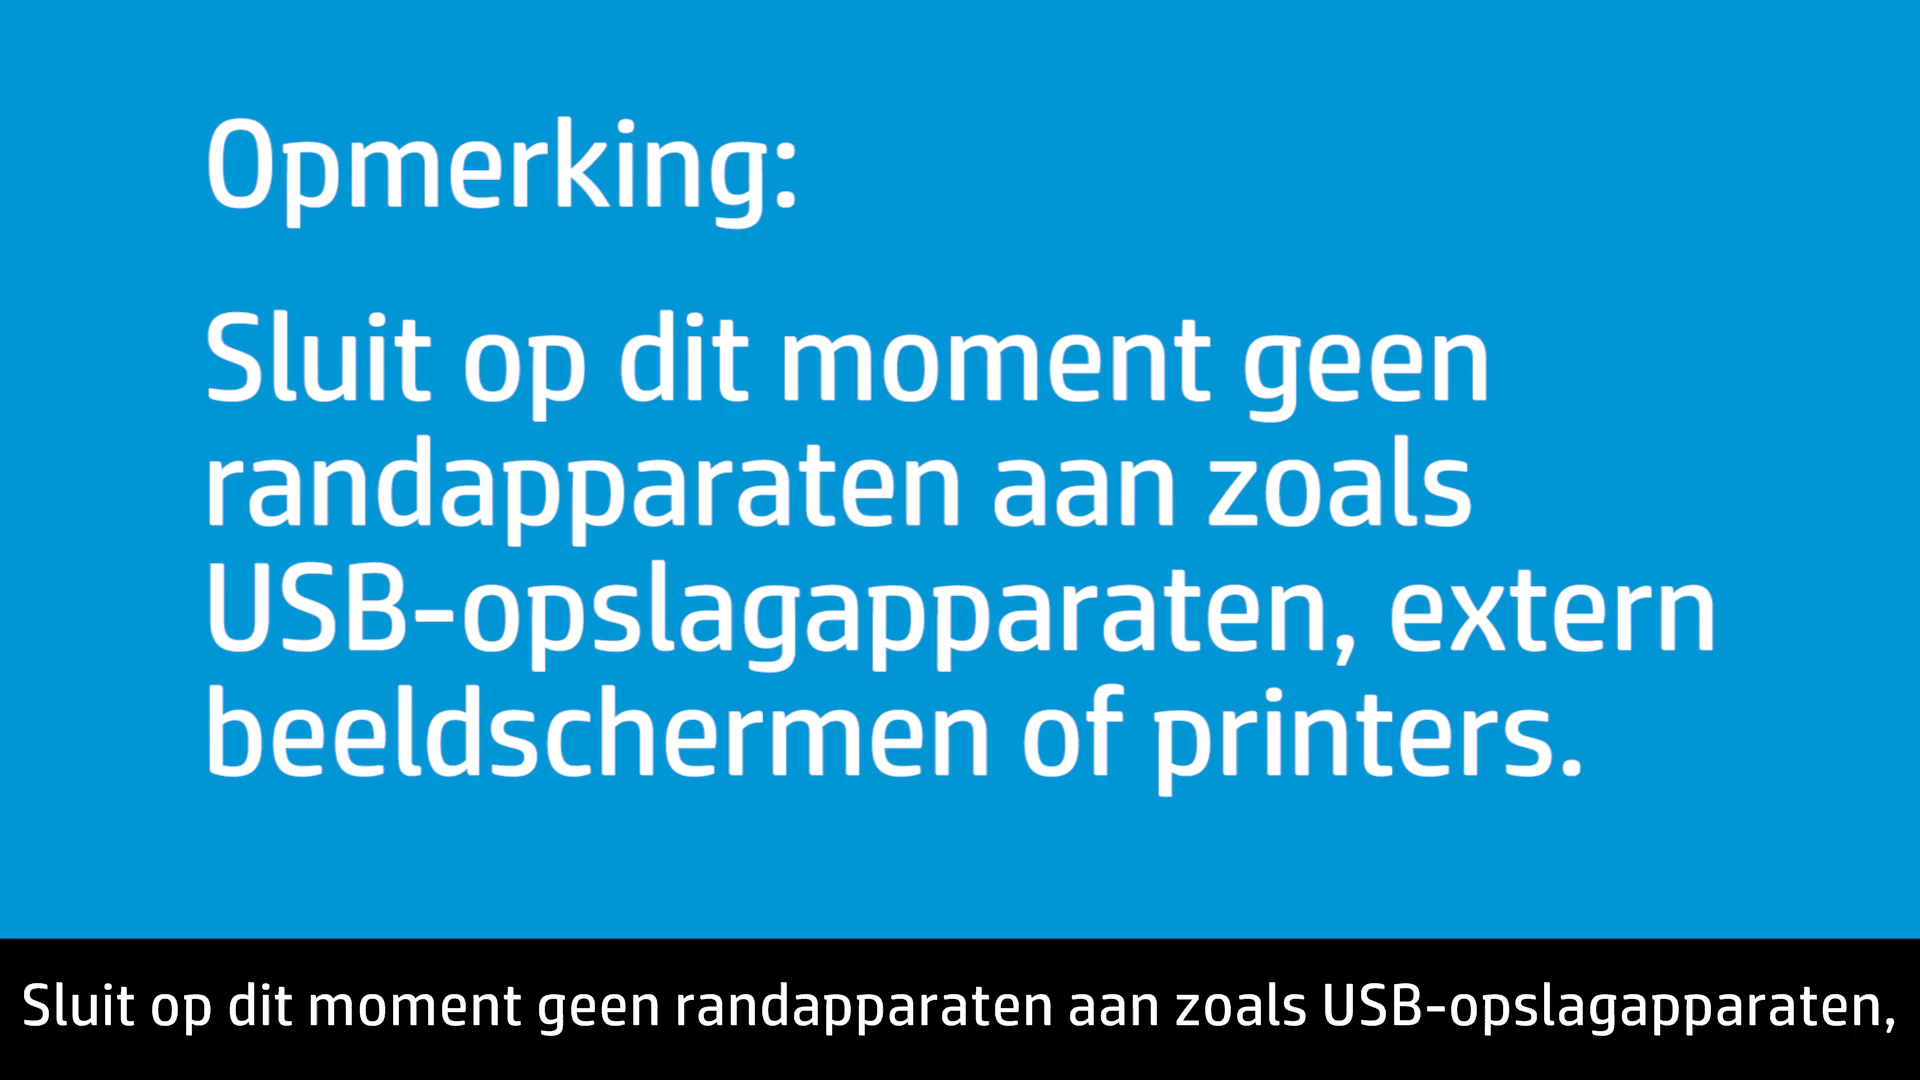 Opmerking:
Sluit op dit moment geen
randapparaten aan zoals
USB-opslagapparaten, extern
beeldschermen of printers.
Sluit op dit moment geen randapparaten aan zoals USB-opslagapparaten,